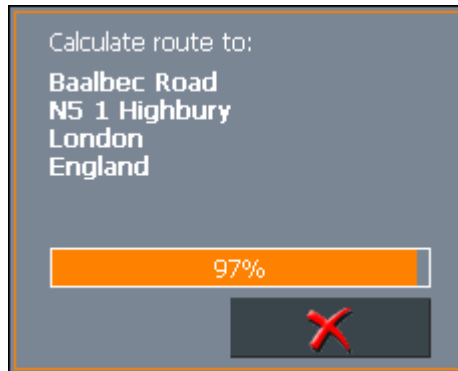 Calculate route to:
Baalbec Road
N5 1 Highbury
London
England
97%